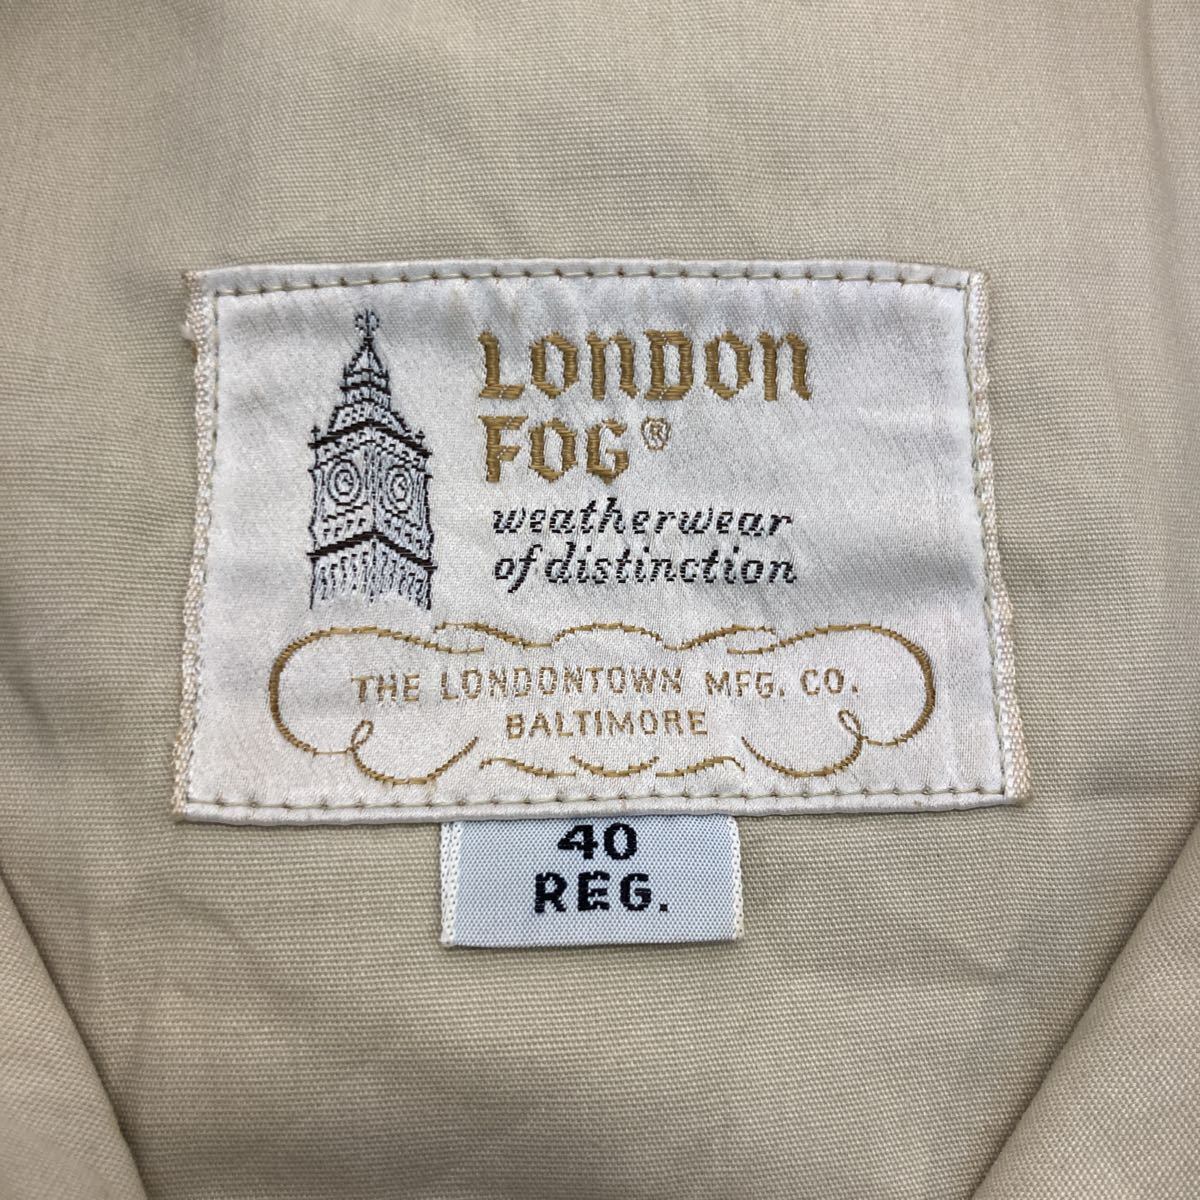 LONDON
FOG®
weatherwear
of distinction
THE LONDONTOWN MFG. CO.
BALTIMORE
40
REG.